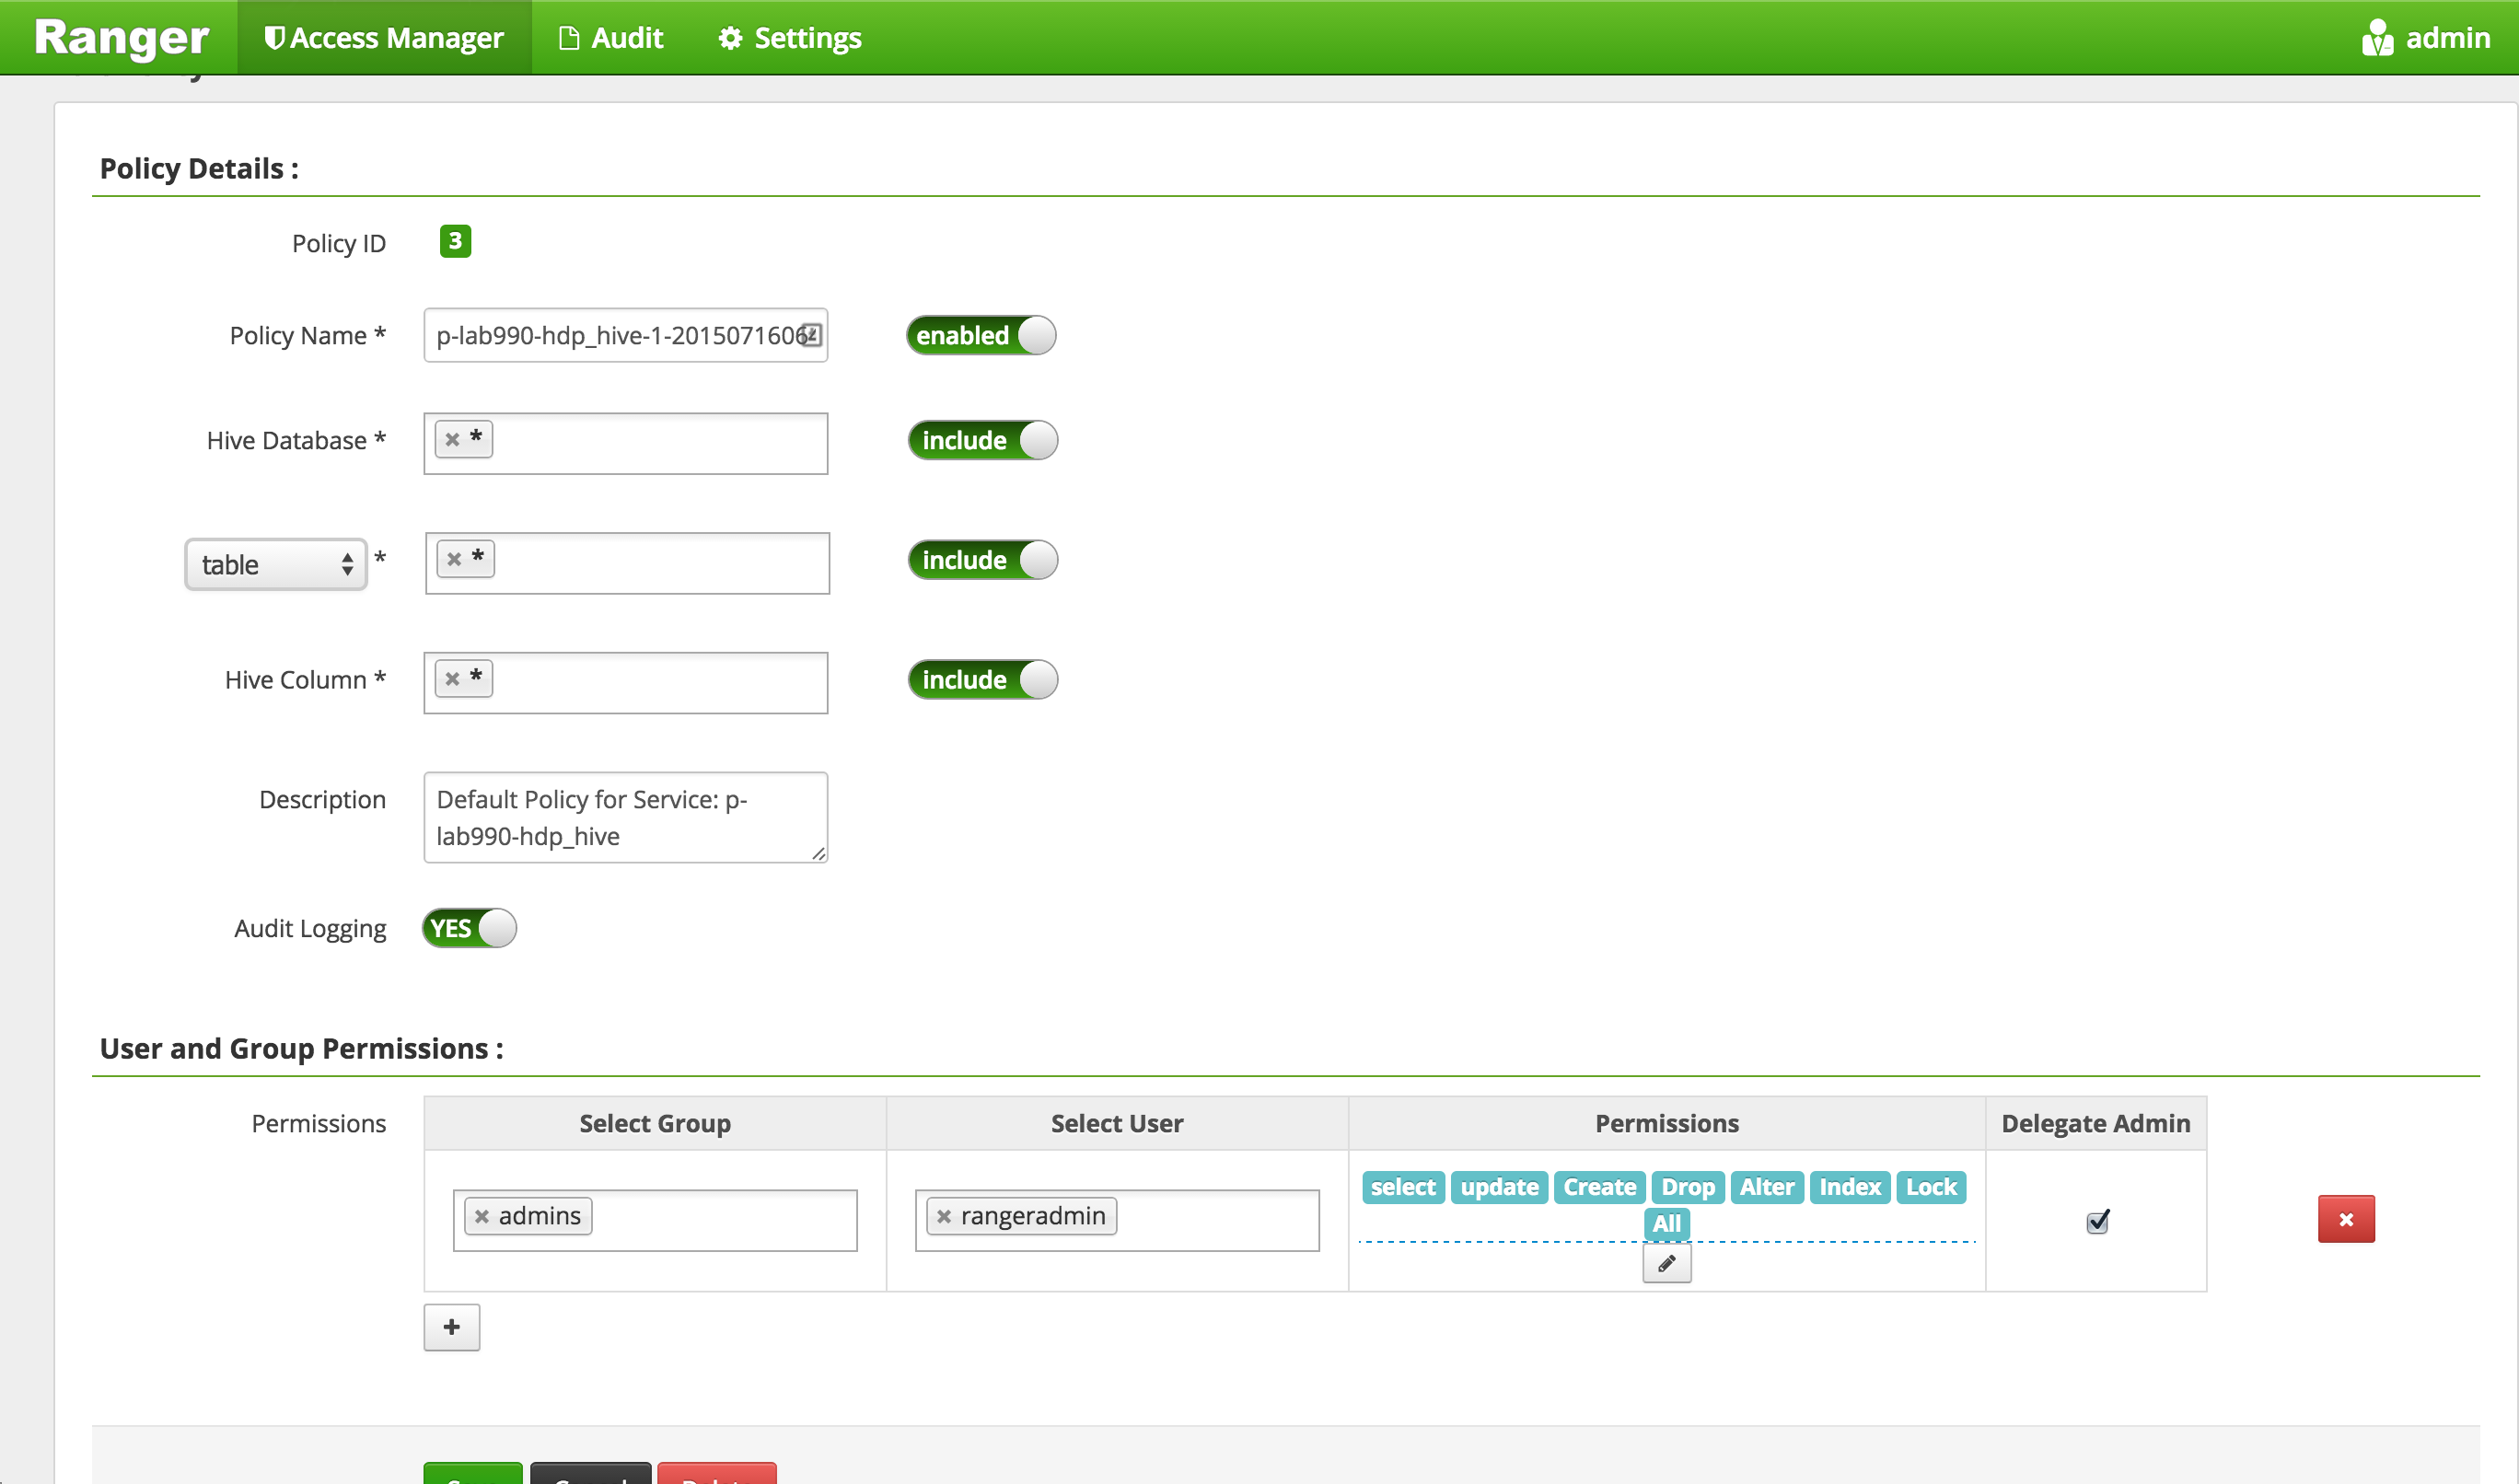 Ranger Access Manager Audit Settings admin
Policy Details :
Policy ID 3
Policy Name * p-lab990-hdp_hive-1-2015071606 enabled
Hive Database * × * include
table * × * include
Hive Column * × * include
Description Default Policy for Service: p-
lab990-hdp_hive
Audit Logging YES
User and Group Permissions :
Permissions Select Group Select User Permissions Delegate Admin
× admins × rangeradmin select update Create Drop Alter Index Lock
All
+